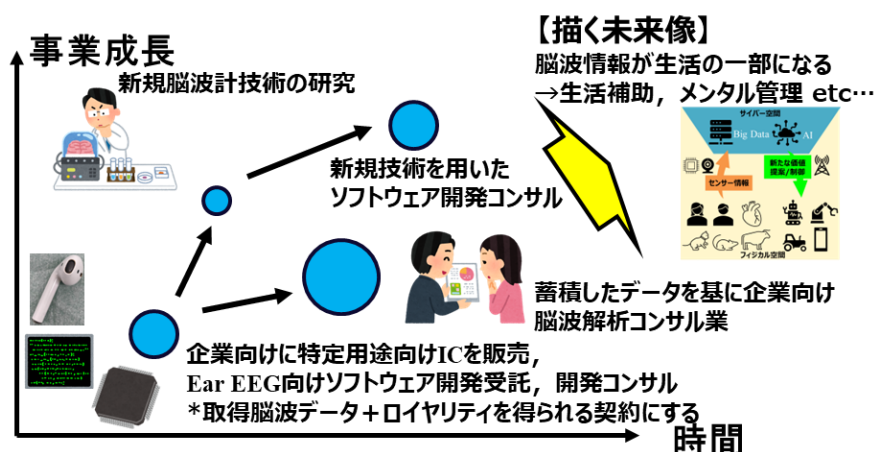 事業成長
新規脳波計技術の研究
【描く未来像】
脳波情報が生活の一部になる
→生活補助，メンタル管理 etc…
サイバー空間
Big Data
AI
センサー情報
新たな価値
提案/制御
フィジカル空間
新規技術を用いた
ソフトウェア開発コンサル
蓄積したデータを基に企業向け
脳波解析コンサル業
企業向けに特定用途向けICを販売，
Ear EEG向けソフトウェア開発受託，開発コンサル
*取得脳波データ＋ロイヤリティを得られる契約にする
時間